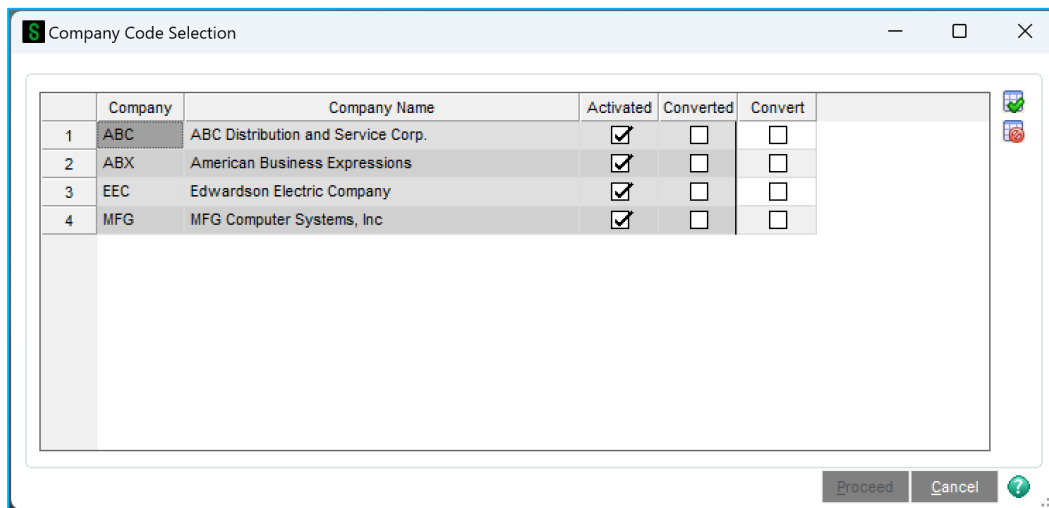 S Company Code Selection
Company Company Name Activated Converted Convert
1 ABC ABC Distribution and Service Corp.
2 ABX American Business Expressions
3 EEC Edwardson Electric Company
4 MFG MFG Computer Systems, Inc
Proceed Cancel ?